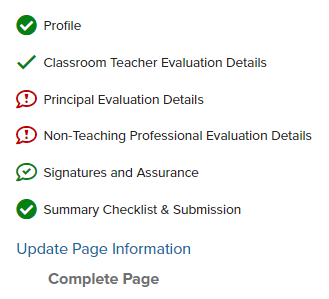 Profile
Classroom Teacher Evaluation Details
Principal Evaluation Details
Non-Teaching Professional Evaluation Details
Signatures and Assurance
Summary Checklist & Submission
Update Page Information
Complete Page